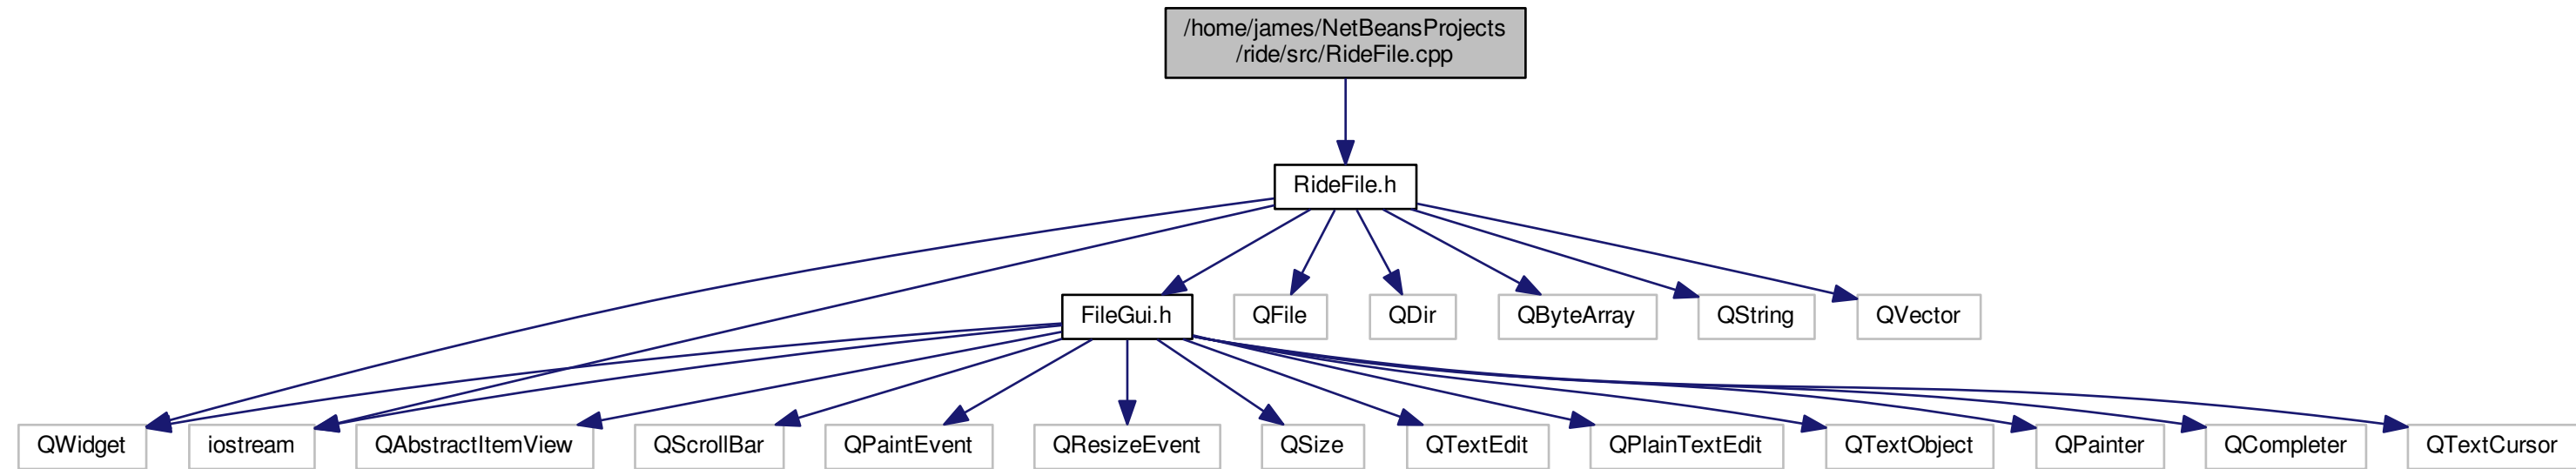 /home/james/NetBeansProjects
/ride/src/RideFile.cpp
RideFile.h
FileGui.h
QFile
QDir
QByteArray
QString
QVector
QWidget
iostream
QAbstractItemView
QScrollBar
QPaintEvent
QResizeEvent
QSize
QTextEdit
QPlainTextEdit
QTextObject
QPainter
QCompleter
QTextCursor